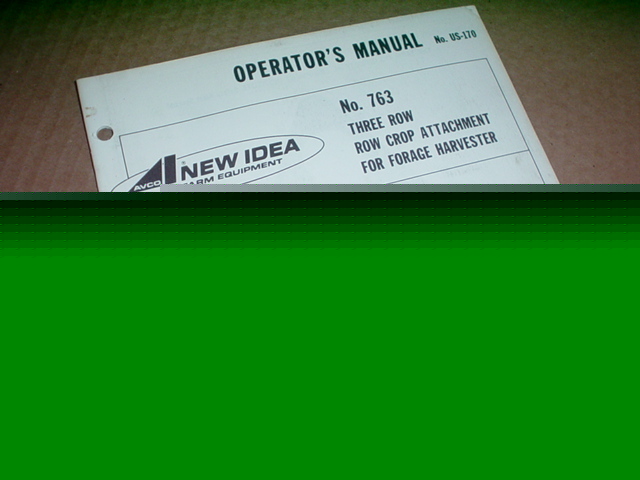 OPERATOR'S MANUAL No. US-170
No. 763
THREE ROW
ROW CROP ATTACHMENT
FOR FORAGE HARVESTER
AVCO NEW IDEA
FARM EQUIPMENT